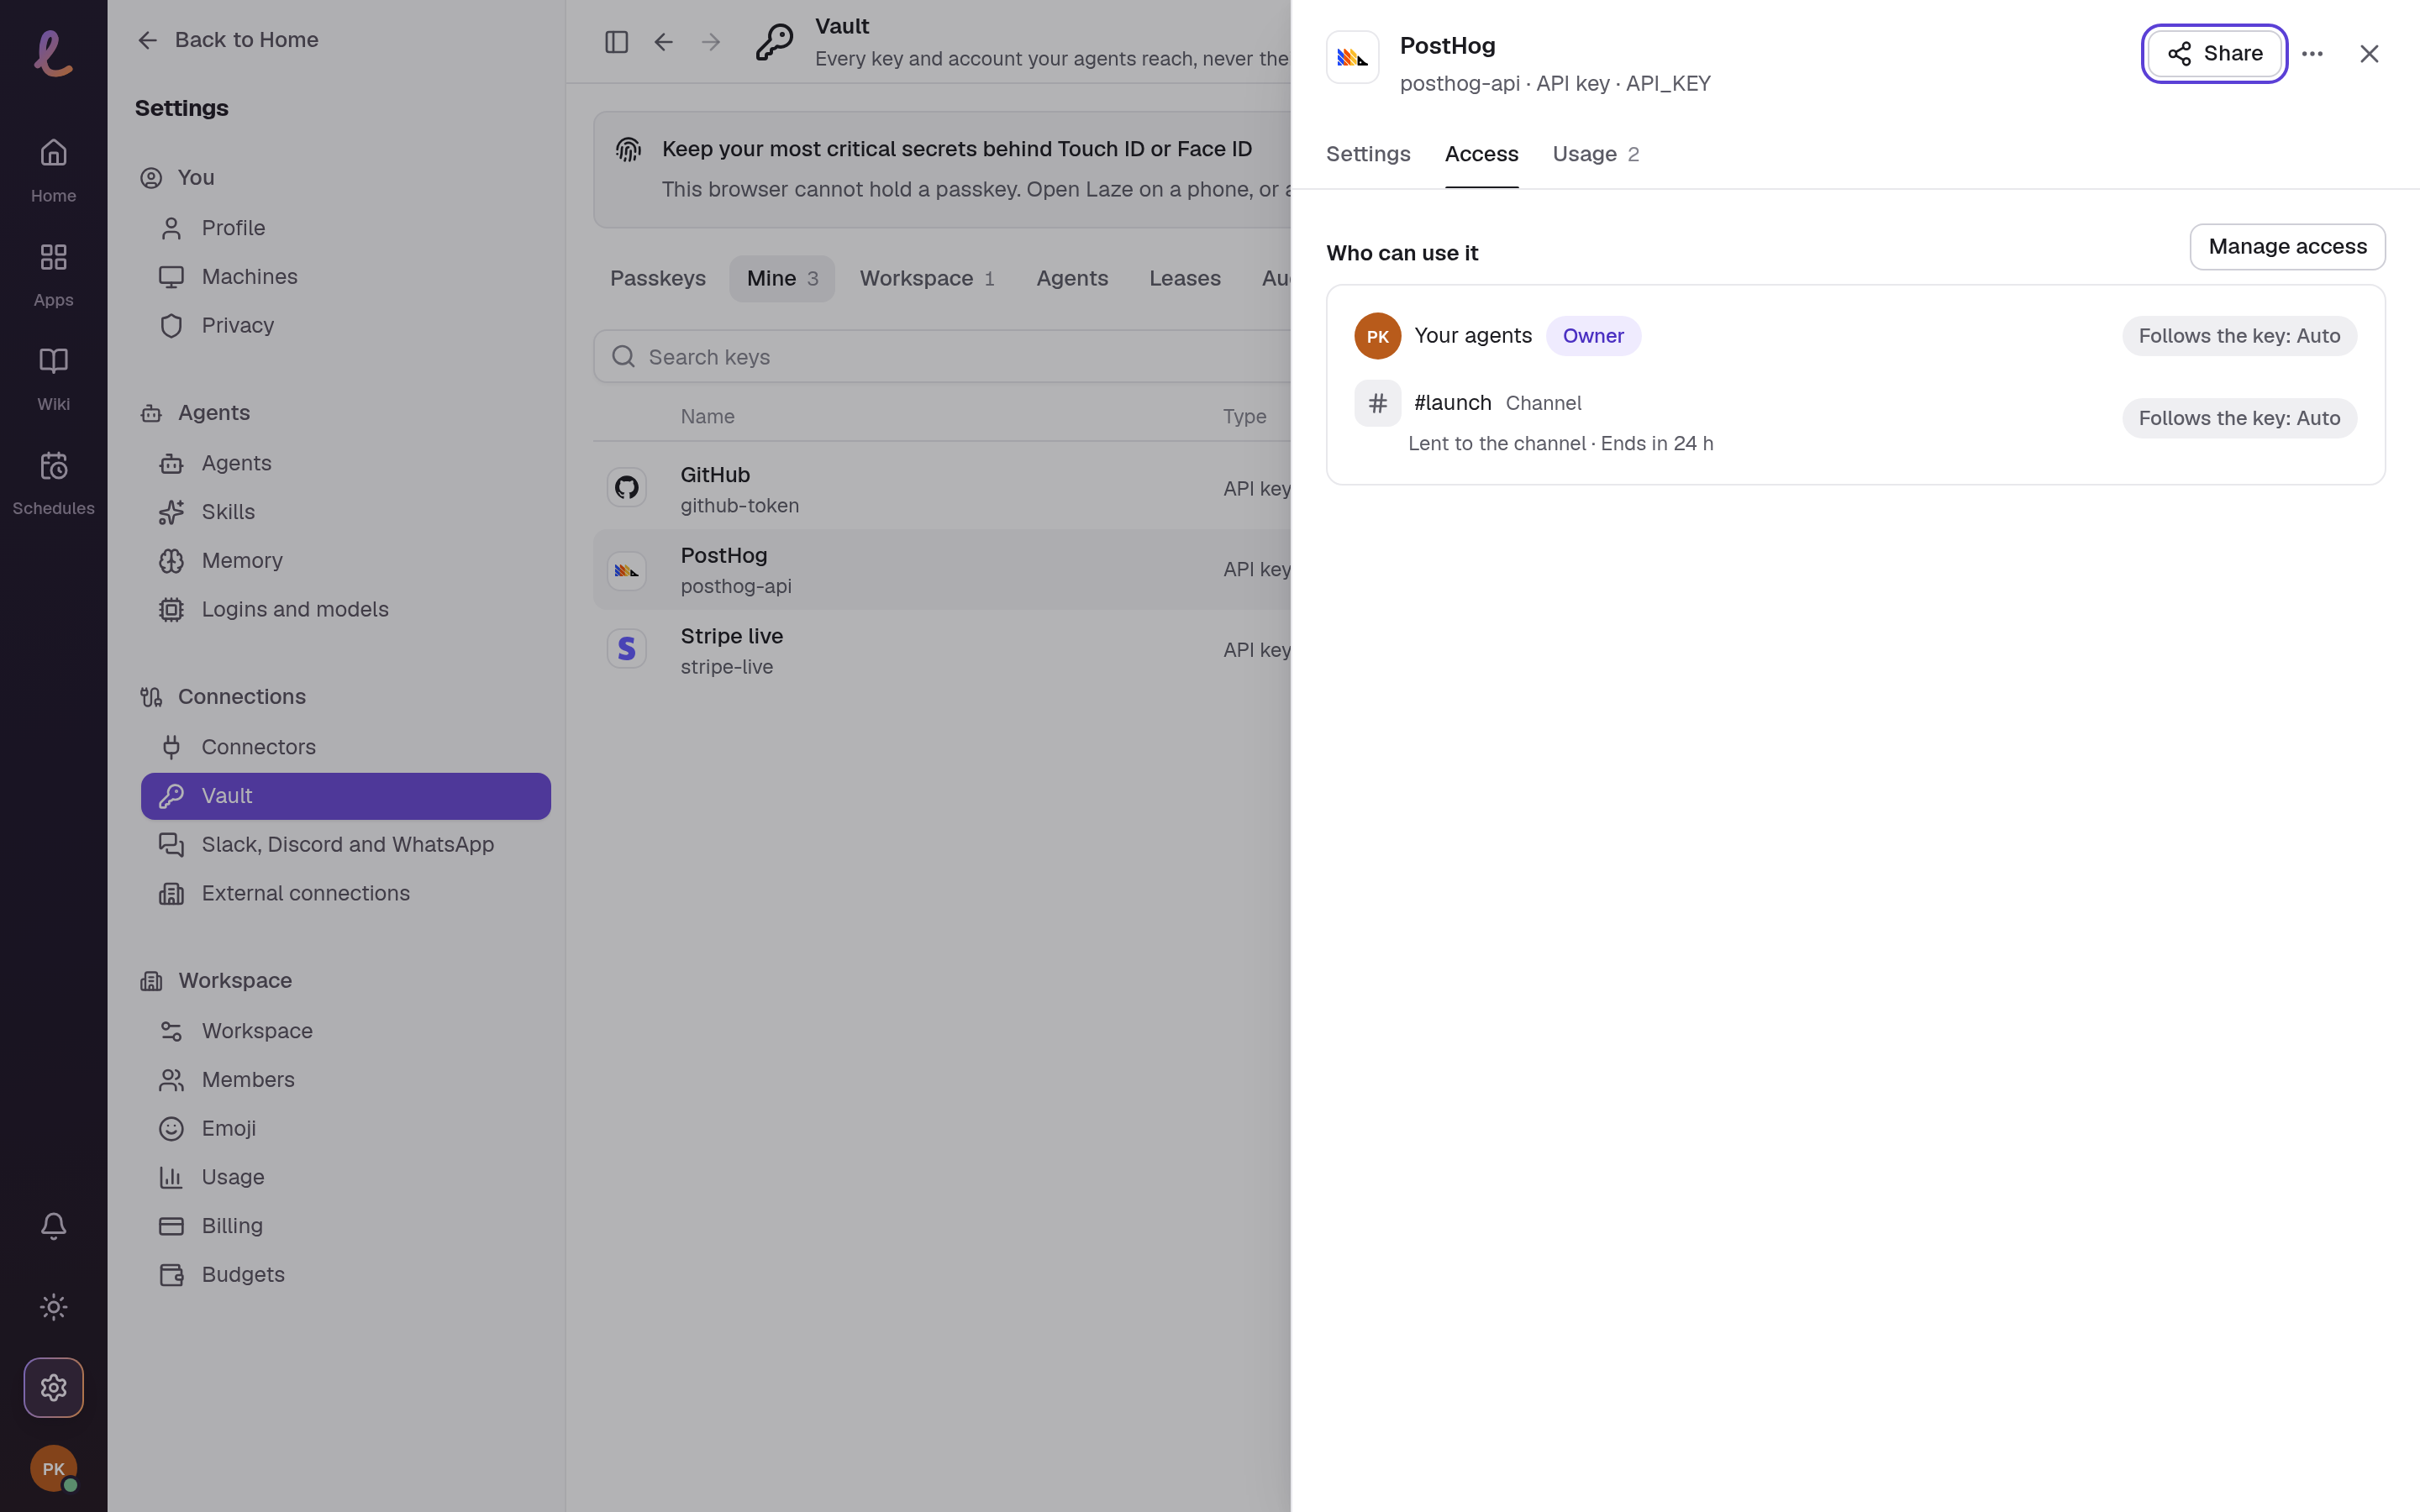 Home
Apps
Wiki
Schedules
PK
Back to Home
Settings
You
Profile
Machines
Privacy
Agents
Agents
Skills
Memory
Logins and models
Connections
Connectors
Vault
Slack, Discord and WhatsApp
External connections
Workspace
Workspace
Members
Emoji
Usage
Billing
Budgets
Vault
Every key and account your agents reach, never the
Keep your most critical secrets behind Touch ID or Face ID
This browser cannot hold a passkey. Open Laze on a phone, or
Passkeys Mine 3 Workspace 1 Agents Leases
Search keys
Name Type
GitHub
github-token
API key
PostHog
posthog-api
API key
Stripe live
stripe-live
API key
PostHog
posthog-api · API key · API_KEY
Share
Settings Access Usage 2
Who can use it
Manage access
PK Your agents Owner Follows the key: Auto
#launch Channel
Lent to the channel · Ends in 24 h
Follows the key: Auto